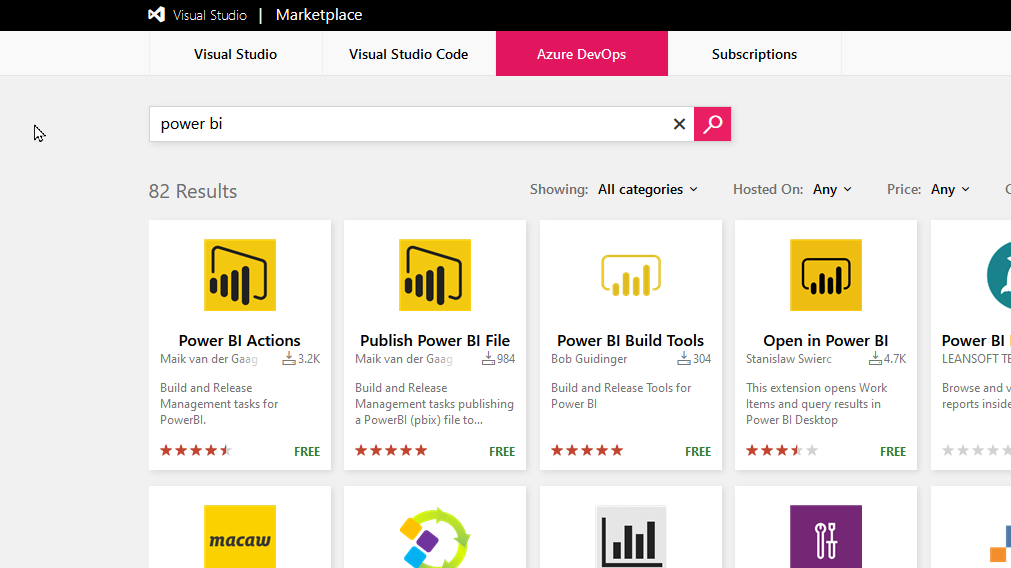 Visual Studio | Marketplace
Visual Studio Visual Studio Code Azure DevOps Subscriptions
power bi
82 Results Showing: All categories Hosted On: Any Price: Any
Power BI Actions
Maik van der Gaag 3.2K
Build and Release
Management tasks for
PowerBI.
FREE
Publish Power BI File
Maik van der Gaag 984
Build and Release
Management tasks publishing
a PowerBI (pbix) file to...
FREE
Power BI Build Tools
Bob Guidinger 304
Build and Release Tools for
Power BI
FREE
Open in Power BI
Stanislaw Swierc 4.7K
This extension opens Work
Items and query results in
Power BI Desktop
FREE
Power BI
LEANSOFT
Browse and
reports inside
macaw